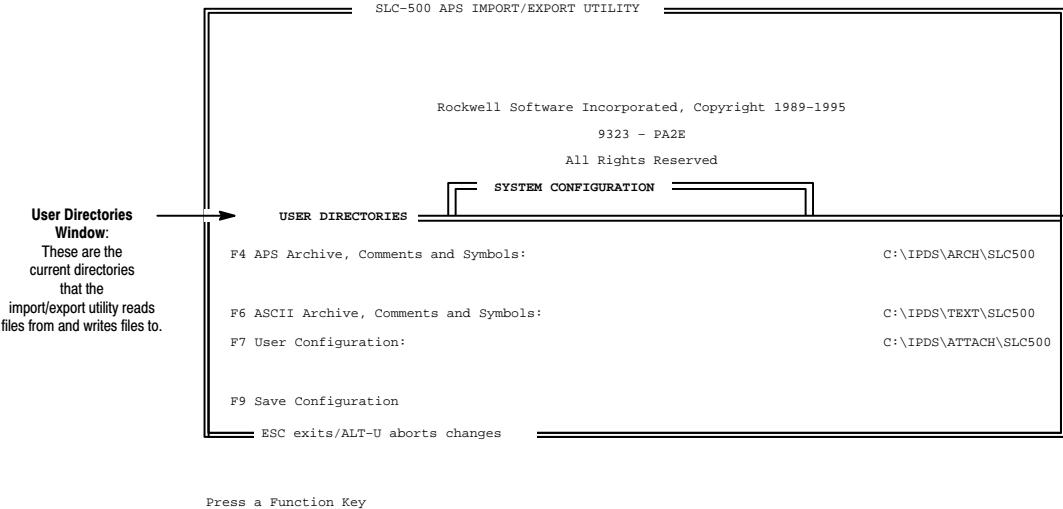 SLC-500 APS IMPORT/EXPORT UTILITY
Rockwell Software Incorporated, Copyright 1989-1995
9323 - PA2E
All Rights Reserved
SYSTEM CONFIGURATION
USER DIRECTORIES
User Directories
Window:
These are the
current directories
that the
import/export utility reads
files from and writes files to.
F4 APS Archive, Comments and Symbols: C:\IPDS\ARCH\SLC500
F6 ASCII Archive, Comments and Symbols: C:\IPDS\TEXT\SLC500
F7 User Configuration: C:\IPDS\ATTACH\SLC500
F9 Save Configuration
ESC exits/ALT-U aborts changes
Press a Function Key